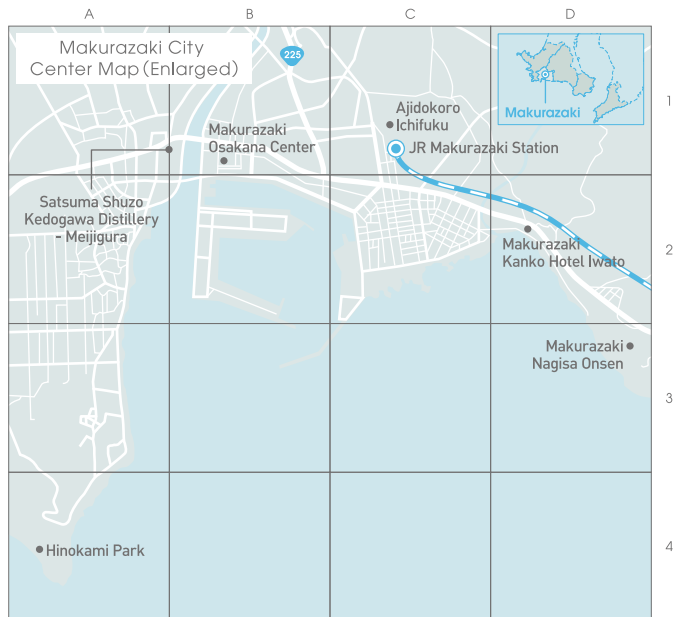 A
B
C
D
Makurazaki City
Center Map (Enlarged)
225
Makurazaki
1
Ajidokoro
Ichifuku
JR Makurazaki Station
Makurazaki
Osakana Center
Satsuma Shuzo
Kedogawa Distillery
- Meijigura
2
Makurazaki
Kanko Hotel Iwato
Makurazaki
Nagisa Onsen
3
4
Hinokami Park